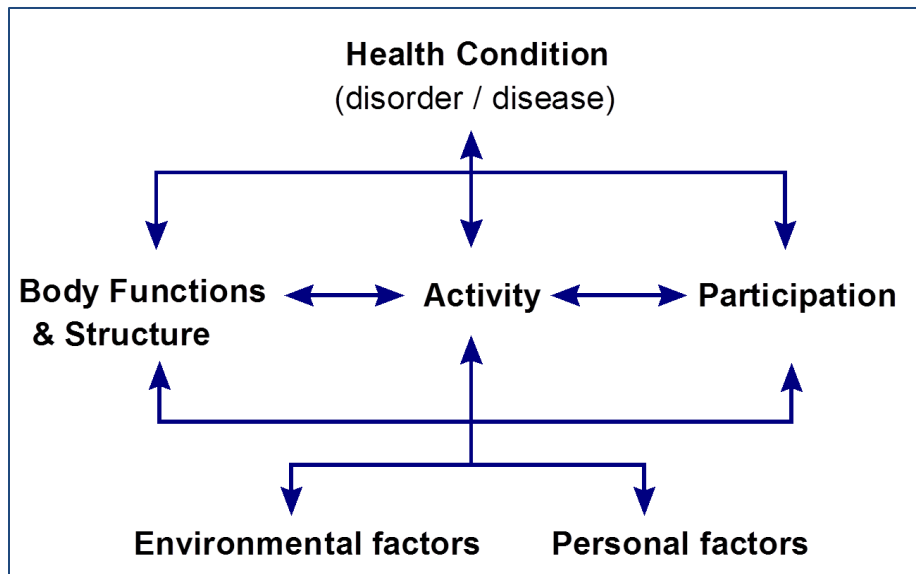 Health Condition
(disorder / disease)
Body Functions
& Structure
Activity
Participation
Environmental factors
Personal factors